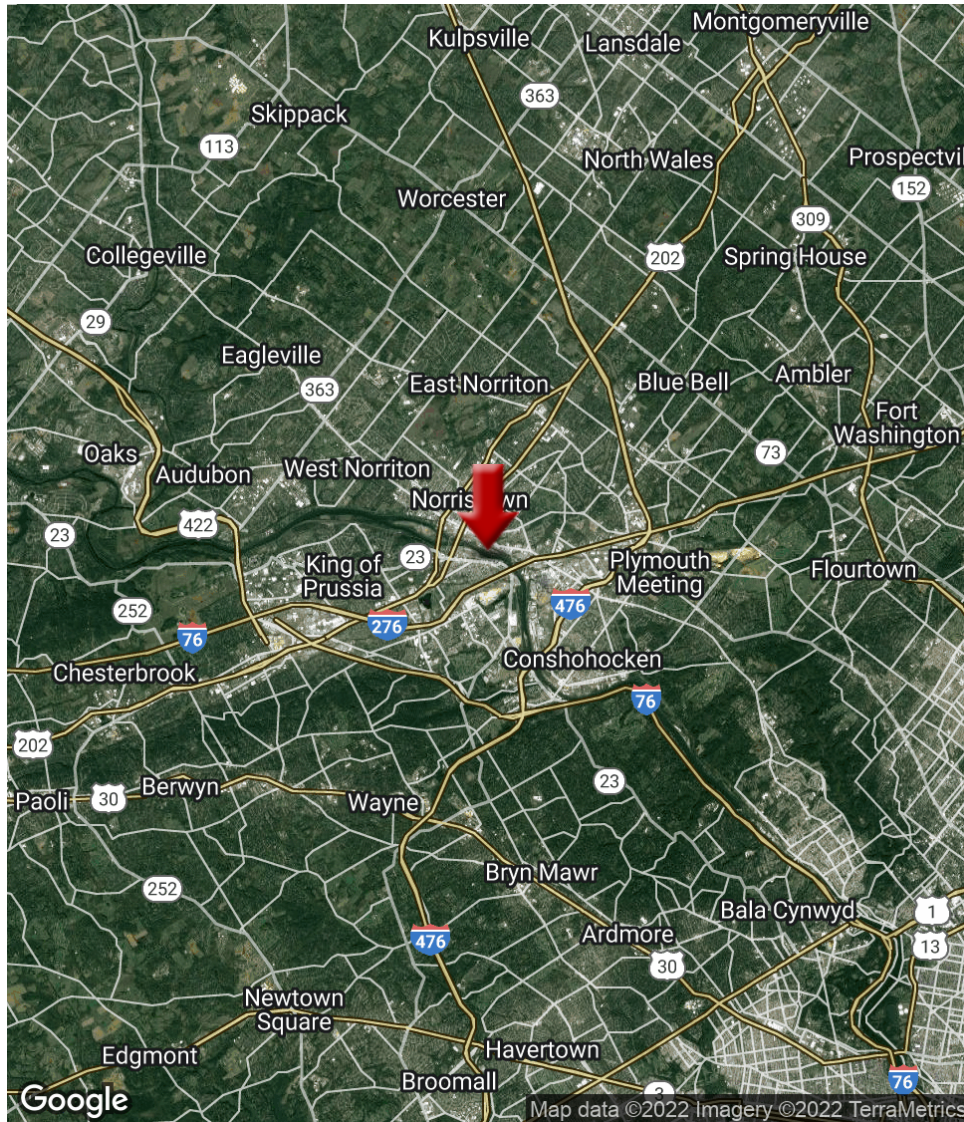 Montgomeryville
Kulpsville
Lansdale
363
Skippack
113
North Wales
Prospectvil
152
Worcester
309
Collegeville
202
Spring House
29
Eagleville
363
East Norriton
Blue Bell
Ambler
Fort
Washington
Oaks
73
Audubon
West Norriton
422
23
King of
Prussia
23
Plymouth
Meeting
Flourtown
252
76
276
476
Chesterbrook
Conshohocken
76
202
Paoli
30
Berwyn
Wayne
23
252
Bryn Mawr
Bala Cynwyd
1
13
476
Ardmore
30
Newtown
Square
Edgmont
Havertown
Broomall
76
Google
Map data ©2022 Imagery ©2022 TerraMetrics